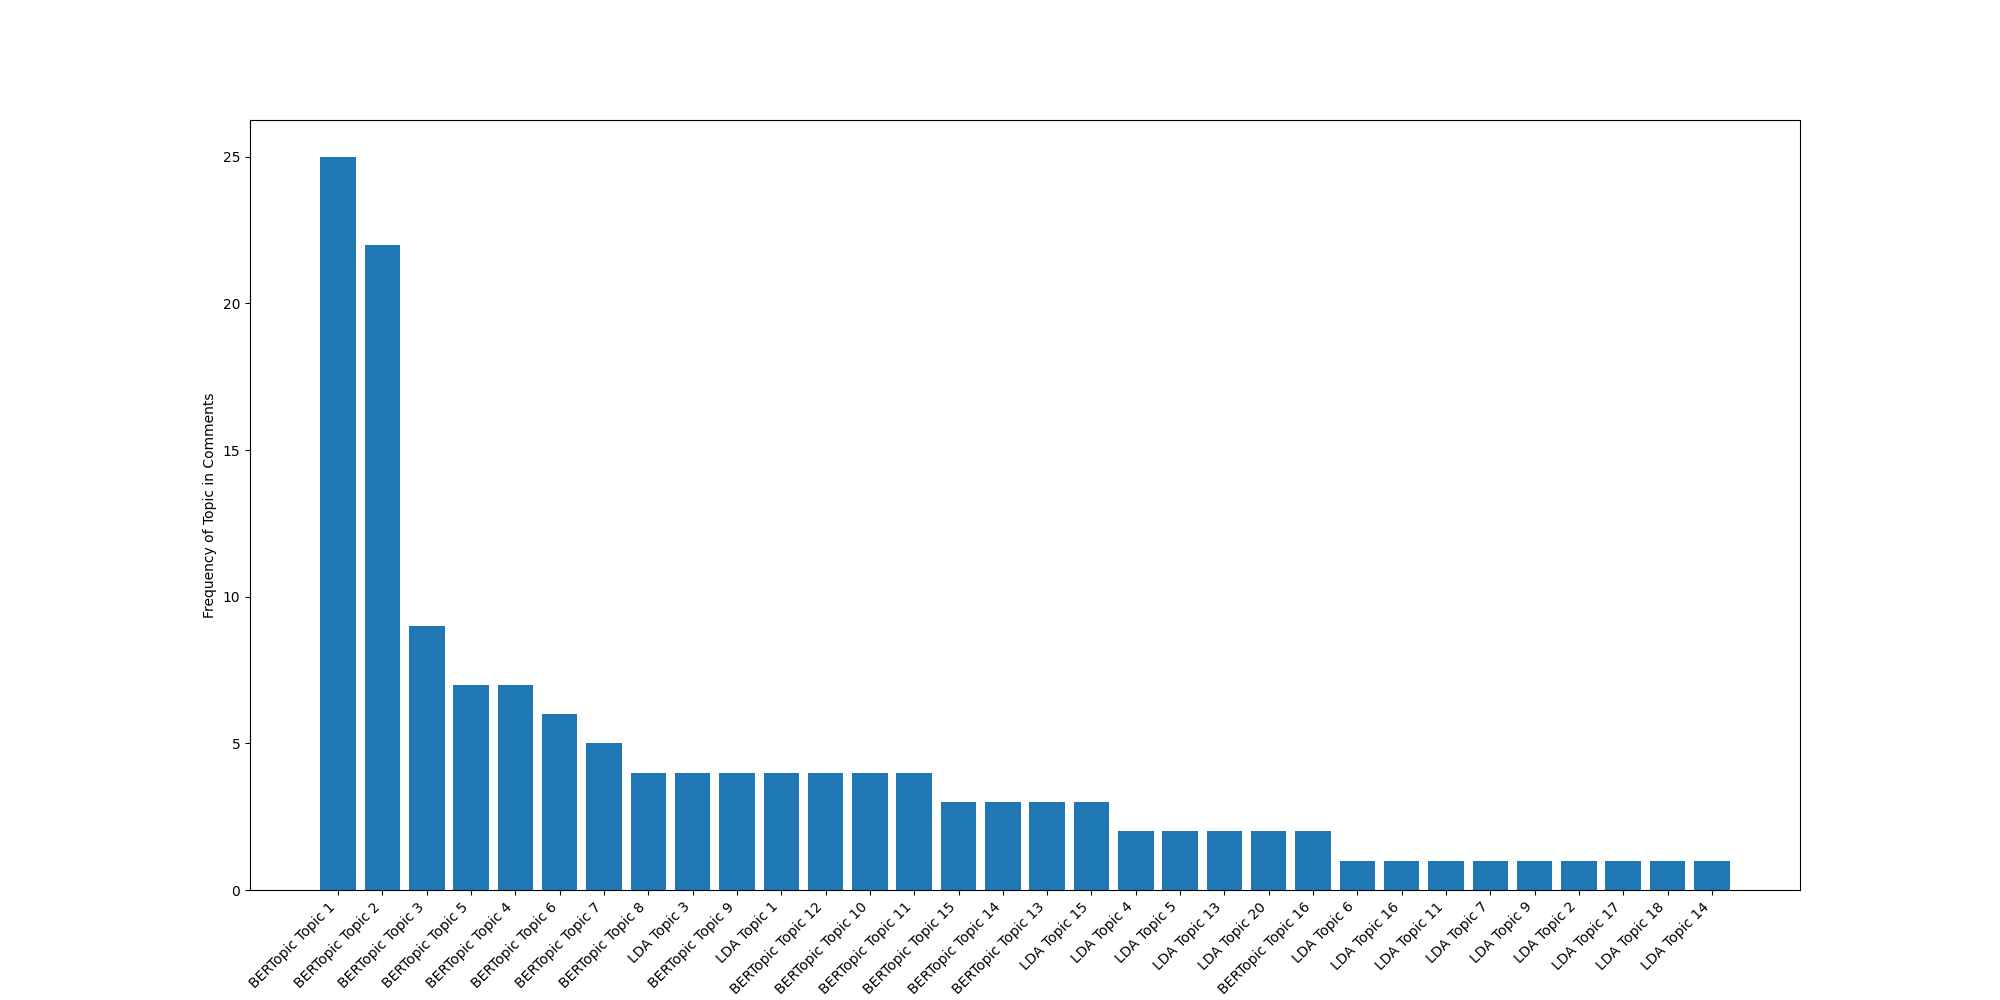 Frequency of Topic in Comments
25
20
15
10
5
0
BERTopic Topic 1
BERTopic Topic 2
BERTopic Topic 3
BERTopic Topic 5
BERTopic Topic 4
BERTopic Topic 6
BERTopic Topic 7
BERTopic Topic 8
LDA Topic 3
BERTopic Topic 9
LDA Topic 1
BERTopic Topic 12
BERTopic Topic 10
BERTopic Topic 11
BERTopic Topic 15
BERTopic Topic 14
BERTopic Topic 13
LDA Topic 15
LDA Topic 4
LDA Topic 5
LDA Topic 13
LDA Topic 20
BERTopic Topic 16
LDA Topic 6
LDA Topic 16
LDA Topic 11
LDA Topic 7
LDA Topic 9
LDA Topic 2
LDA Topic 17
LDA Topic 18
LDA Topic 14